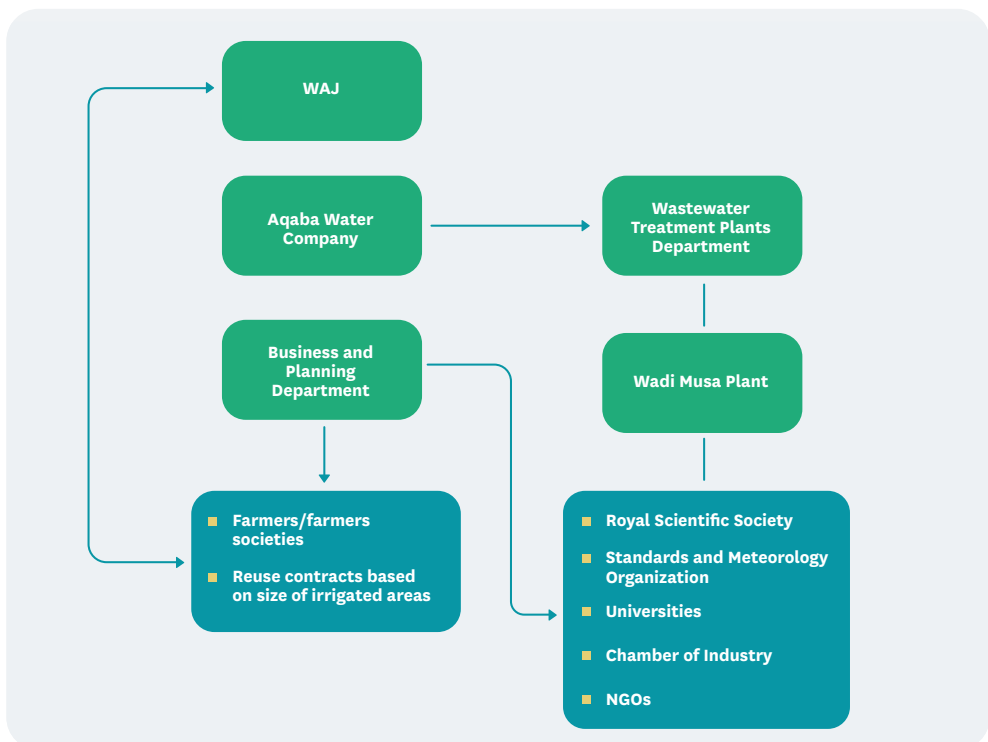 WAJ
Aqaba Water
Company
Wastewater
Treatment Plants
Department
Business and
Planning
Department
Wadi Musa Plant
Farmers/farmers
societies
Reuse contracts based
on size of irrigated areas
Royal Scientific Society
Standards and Meteorology
Organization
Universities
Chamber of Industry
NGOs